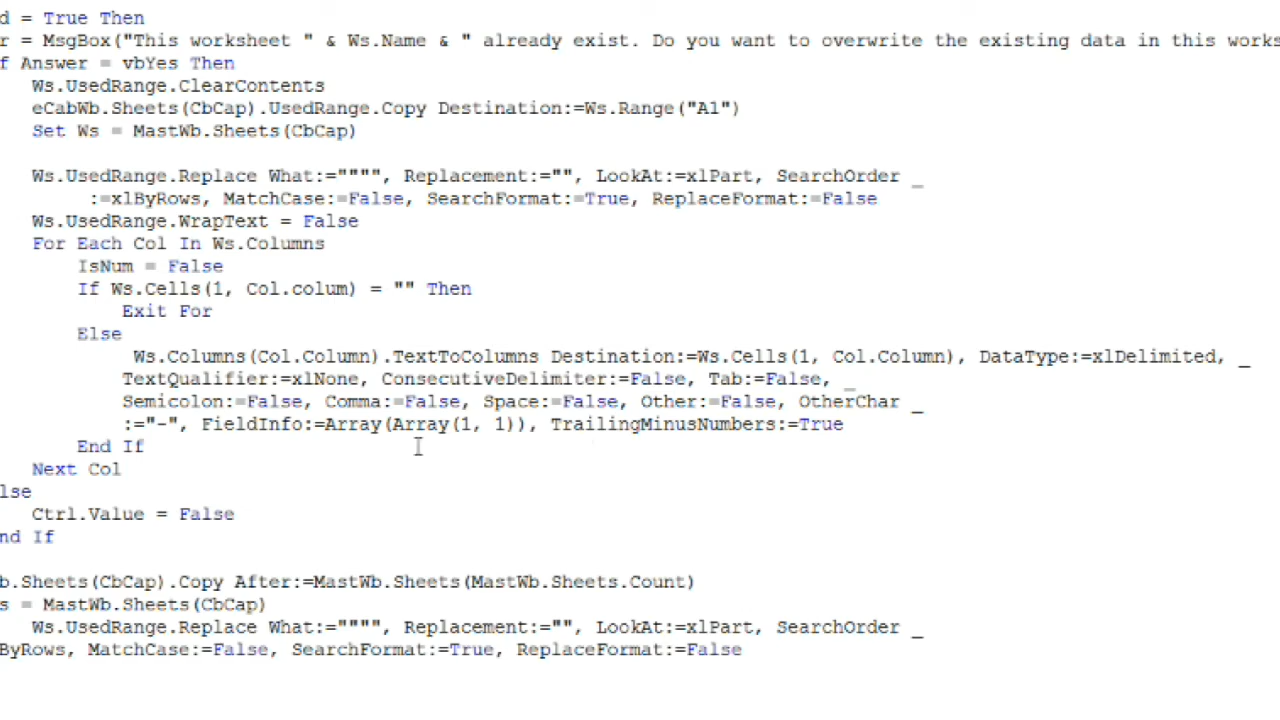 d = True Then
r = MsgBox("This worksheet " & Ws.Name & " already exist. Do you want to overwrite the existing data in this works
f Answer = vbYes Then
Ws.UsedRange.ClearContents
eCabWb.Sheets(CbCap).UsedRange.Copy Destination:=Ws.Range("A1")
Set Ws = MastWb.Sheets(CbCap)
Ws.UsedRange.Replace What:="""", Replacement:="", LookAt:=xlPart, SearchOrder _
:=xlByRows, MatchCase:=False, SearchFormat:=True, ReplaceFormat:=False
Ws.UsedRange.WrapText = False
For Each Col In Ws.Columns
IsNum = False
If Ws.Cells(1, Col.colum) = "" Then
Exit For
Else
Ws.Columns(Col.Column).TextToColumns Destination:=Ws.Cells(1, Col.Column), DataType:=xlDelimited, _
TextQualifier:=xlNone, ConsecutiveDelimiter:=False, Tab:=False, _
Semicolon:=False, Comma:=False, Space:=False, Other:=False, OtherChar _
:="-", FieldInfo:=Array(Array(1, 1)), TrailingMinusNumbers:=True
End If
Next Col
lse
Ctrl.Value = False
nd If
b.Sheets(CbCap).Copy After:=MastWb.Sheets(MastWb.Sheets.Count)
s = MastWb.Sheets(CbCap)
Ws.UsedRange.Replace What:="""", Replacement:="", LookAt:=xlPart, SearchOrder _
ByRows, MatchCase:=False, SearchFormat:=True, ReplaceFormat:=False